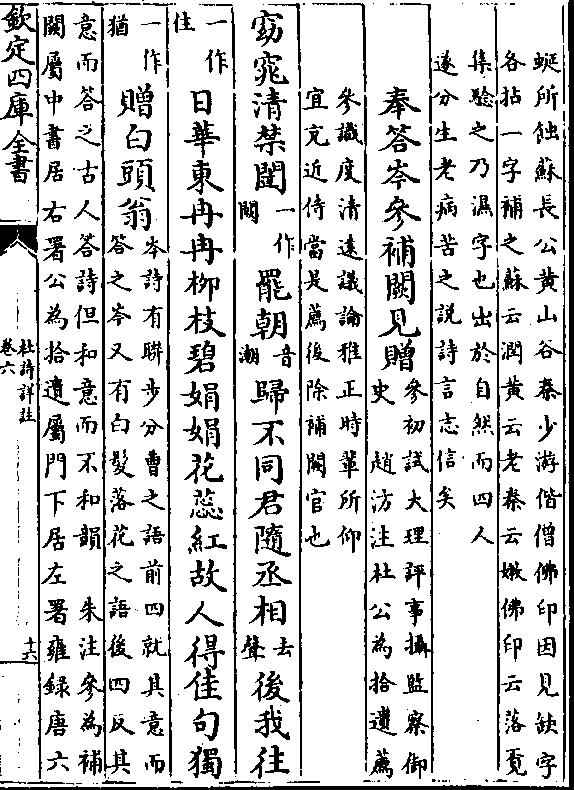 蜒所蝕蘇長公黄山谷秦少游偕僧佛印因見缺字
各拈一字補之蘇云潤黄云老秦云嫩佛印云落覓
集驗之乃濕字也出於自然而四人
遂分生老病苦之説詩言志信矣
奉答岑參補闕見贈參初試大理評事攝監察御
史 趙汸注杜公為拾遺薦
參識度清遠議論雅正時輩所仰
宜充近侍當是薦後除補闕官也
窈窕清禁闥一作罷朝音潮歸不同君隨丞相去聲後我往
一作佳日華東冉冉柳枝碧娟娟花蕊紅故人得佳句獨
一作猶贈白頭翁岑詩有聯步分曹之語前四就其意而
答之岑又有白髮落花之語後四反其
意而答之古人答詩但和意而不和韻 朱注參為補
闕屬中書居右署公為拾遺屬門下居左署雍録唐六
欽定四庫全書
杜詩詳註
卷六
十六